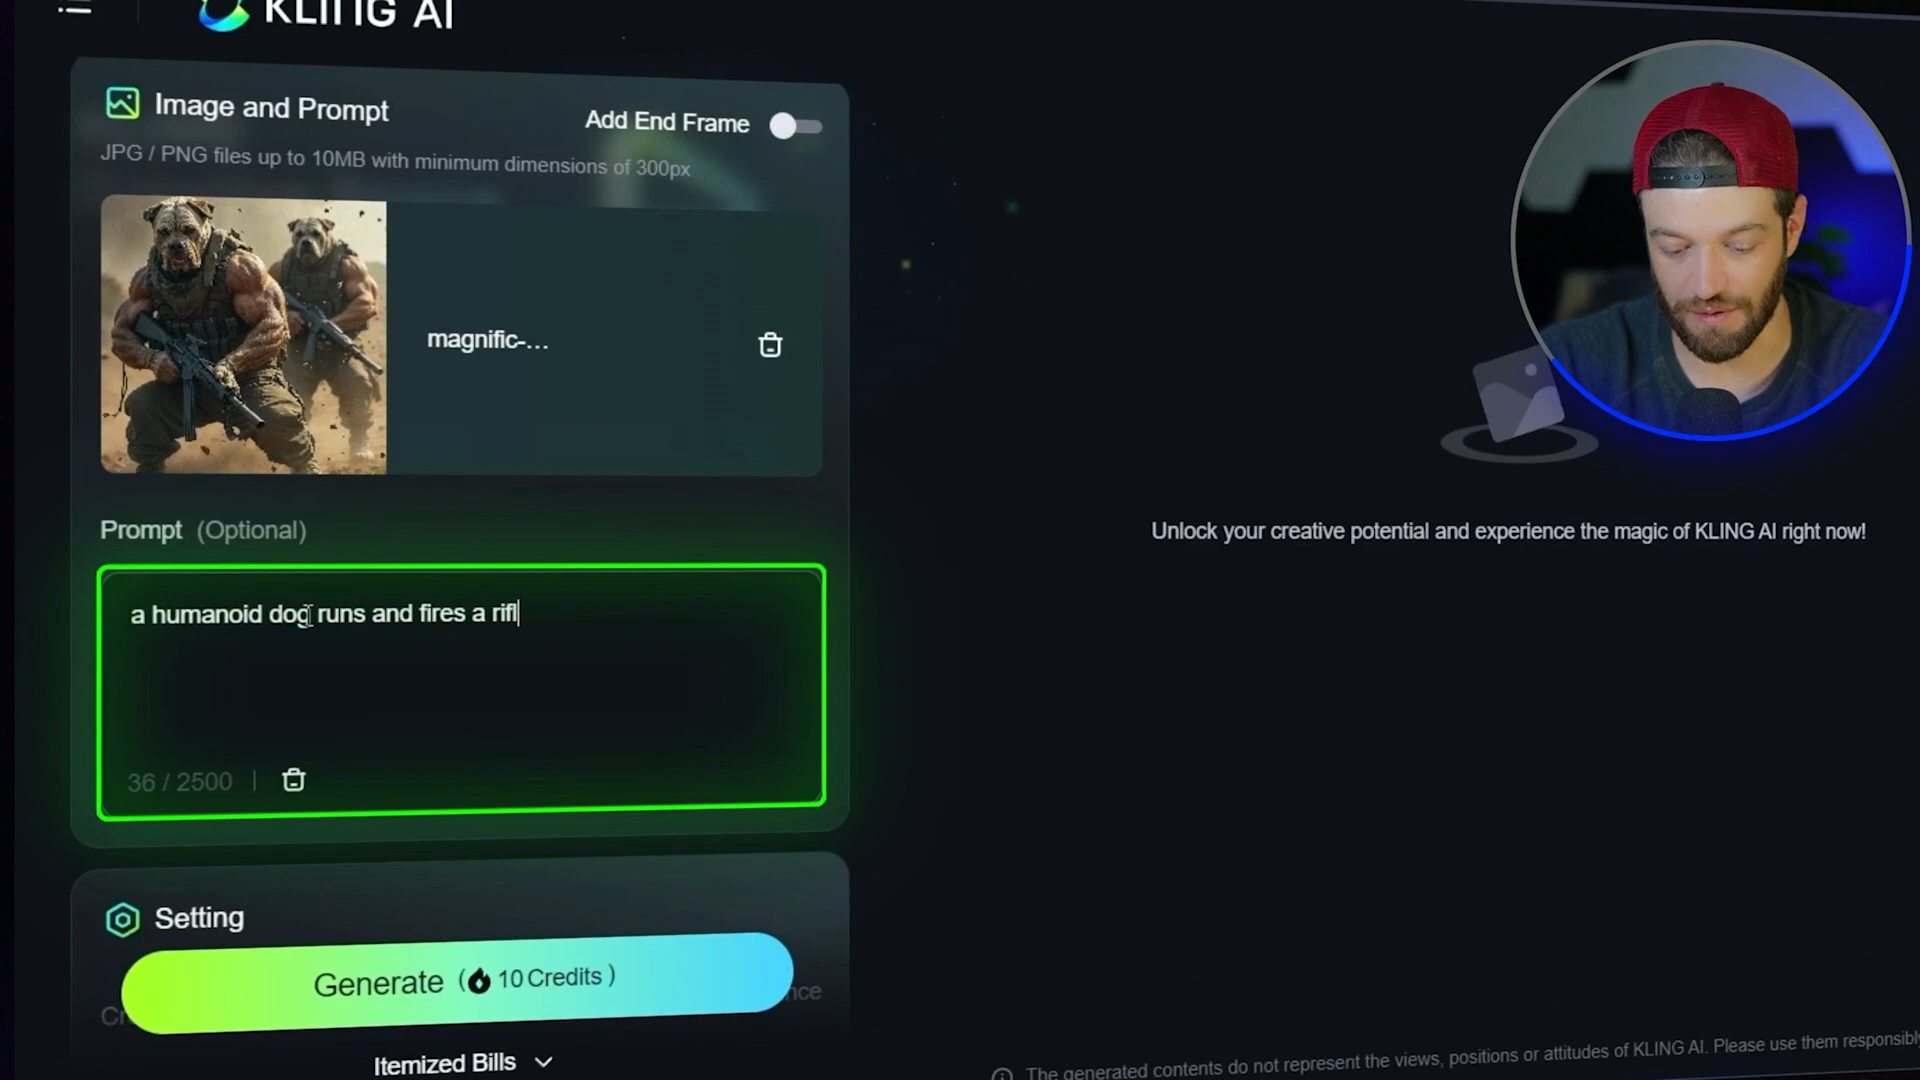 KLING AI
Image and Prompt
Add End Frame
JPG / PNG files up to 10MB with minimum dimensions of 300px
magnific-...
Prompt (Optional)
a humanoid dog runs and fires a rifl
36 / 2500
Unlock your creative potential and experience the magic of KLING AI right now!
Setting
Generate ( 10 Credits )
Itemized Bills
The generated contents do not represent the views, positions or attitudes of KLING AI. Please use them responsibly